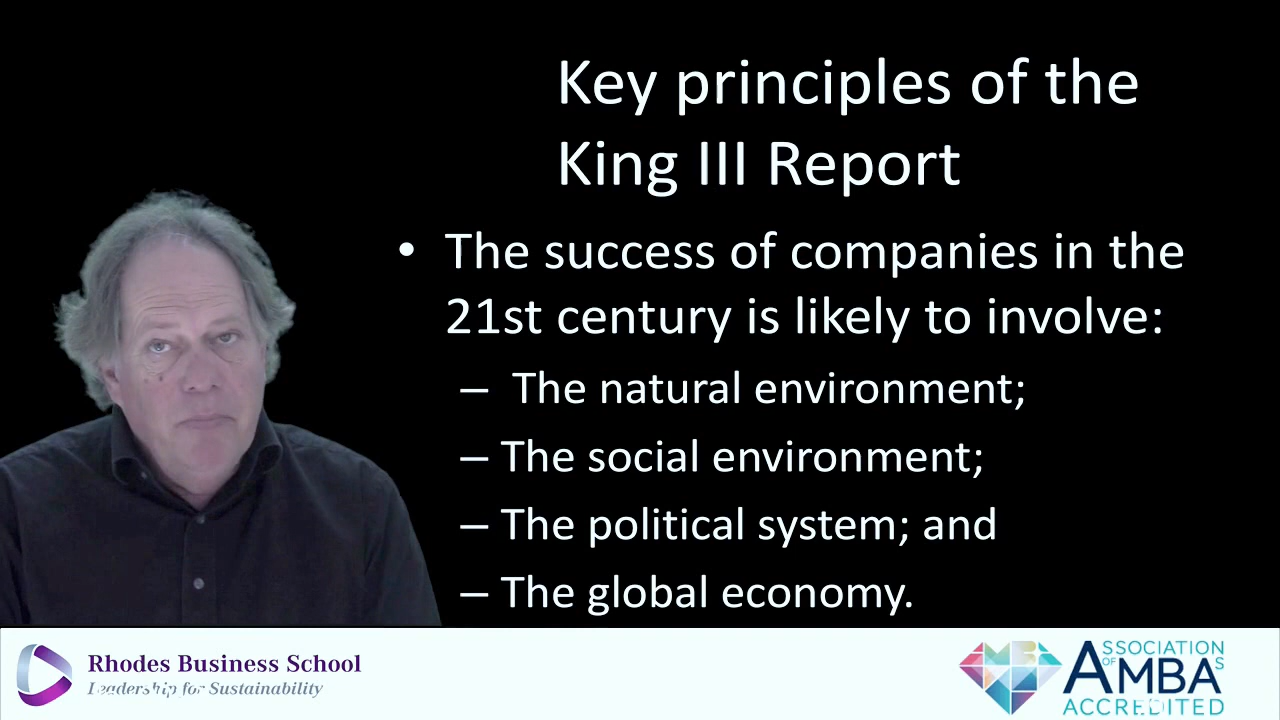 Key principles of the
King III Report
• The success of companies in the
21st century is likely to involve:
– The natural environment;
– The social environment;
– The political system; and
– The global economy.
Rhodes Business School
Leadership for Sustainability
ASSOCIATION
OF AMBAS
ACCREDITED